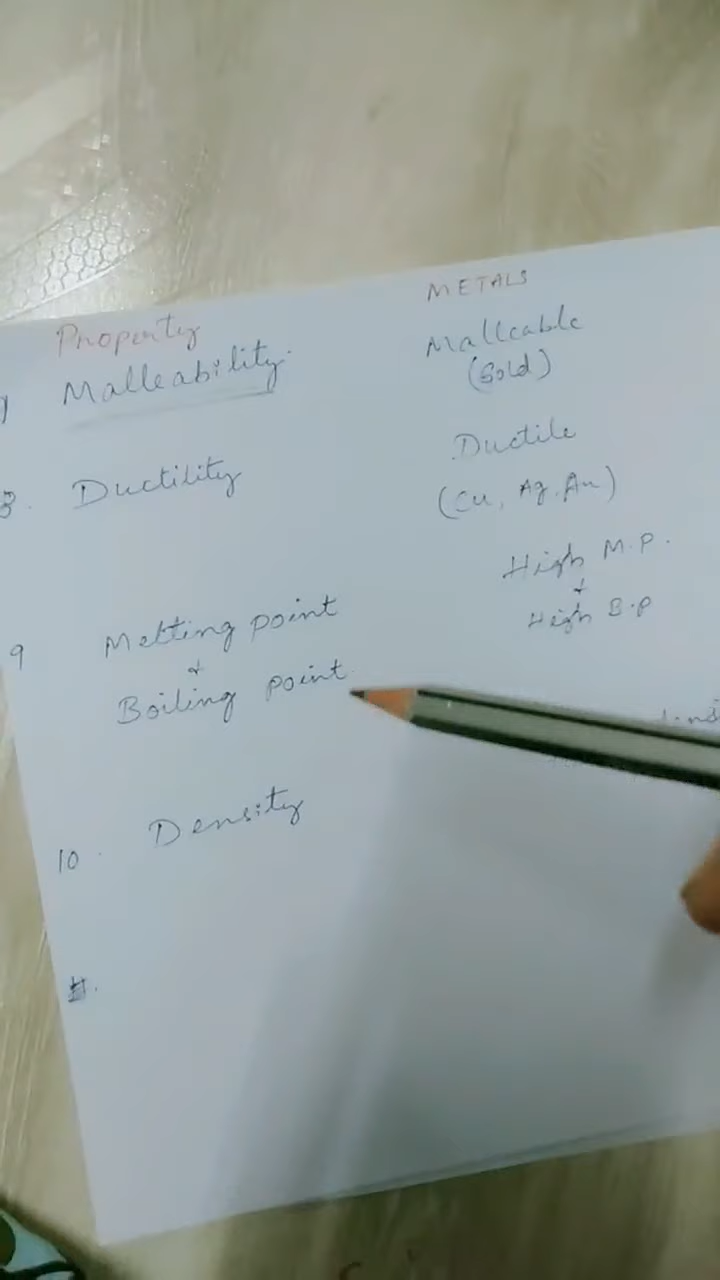 Property METALS
Malleability. Malleable
(Gold)
8. Ductility Ductile
(Cu, Ag, Au)
9 Melting point High M.P.
& +
Boiling point High B.P
10. Density